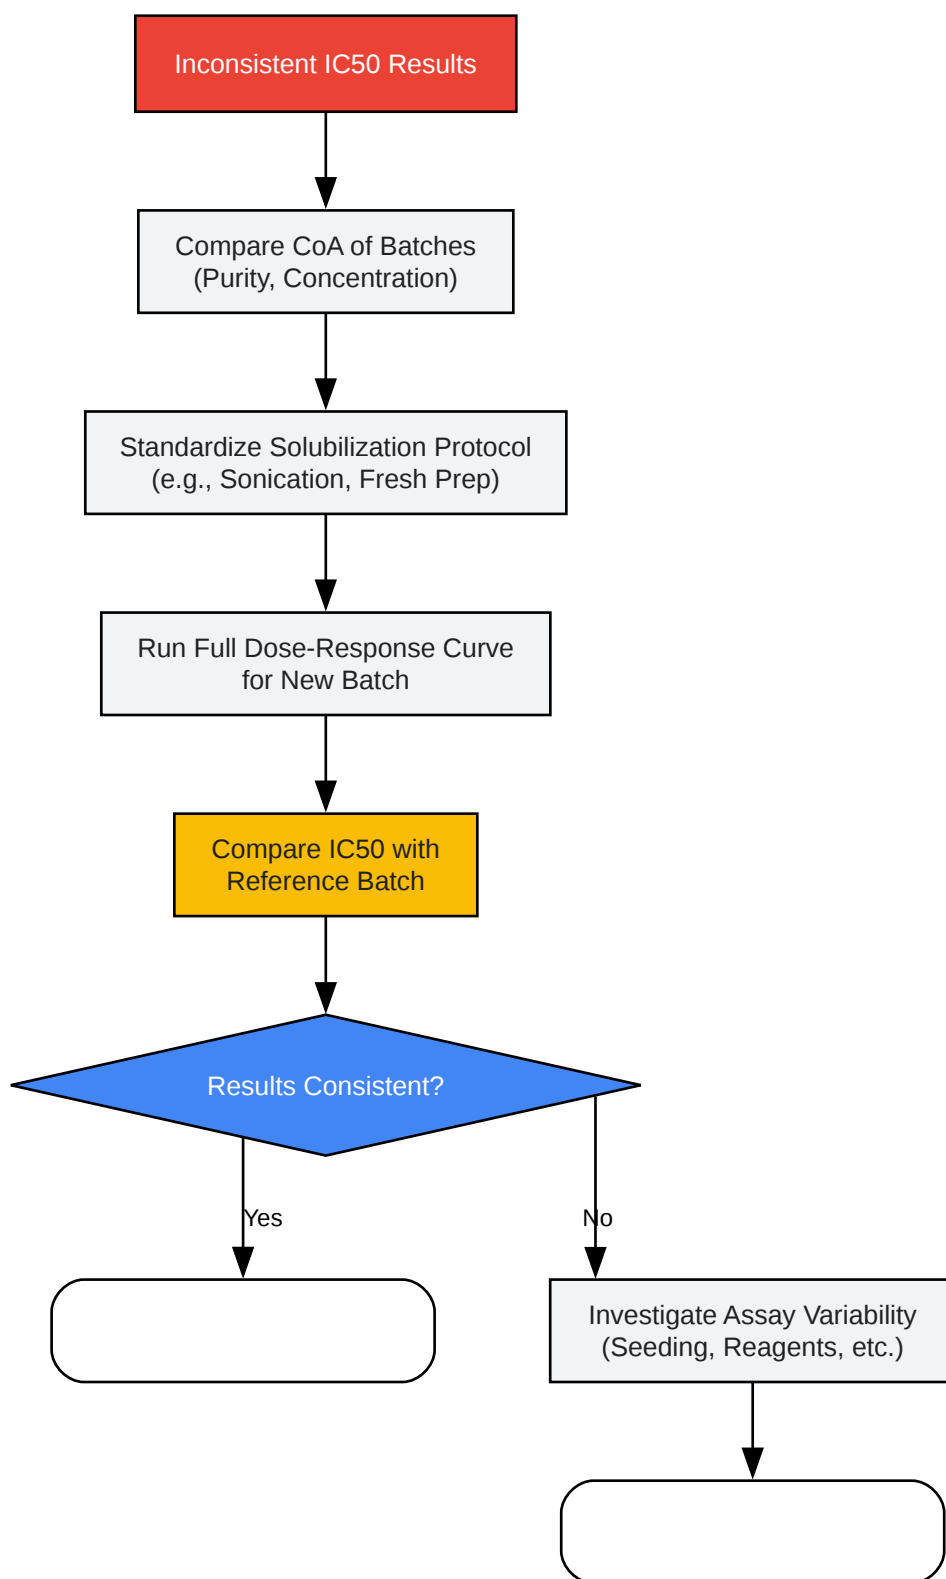 Inconsistent IC50 Results
Compare CoA of Batches
(Purity, Concentration)
Standardize Solubilization Protocol
(e.g., Sonication, Fresh Prep)
Run Full Dose-Response Curve
for New Batch
Compare IC50 with
Reference Batch
Results Consistent?
Yes
No
Investigate Assay Variability
(Seeding, Reagents, etc.)